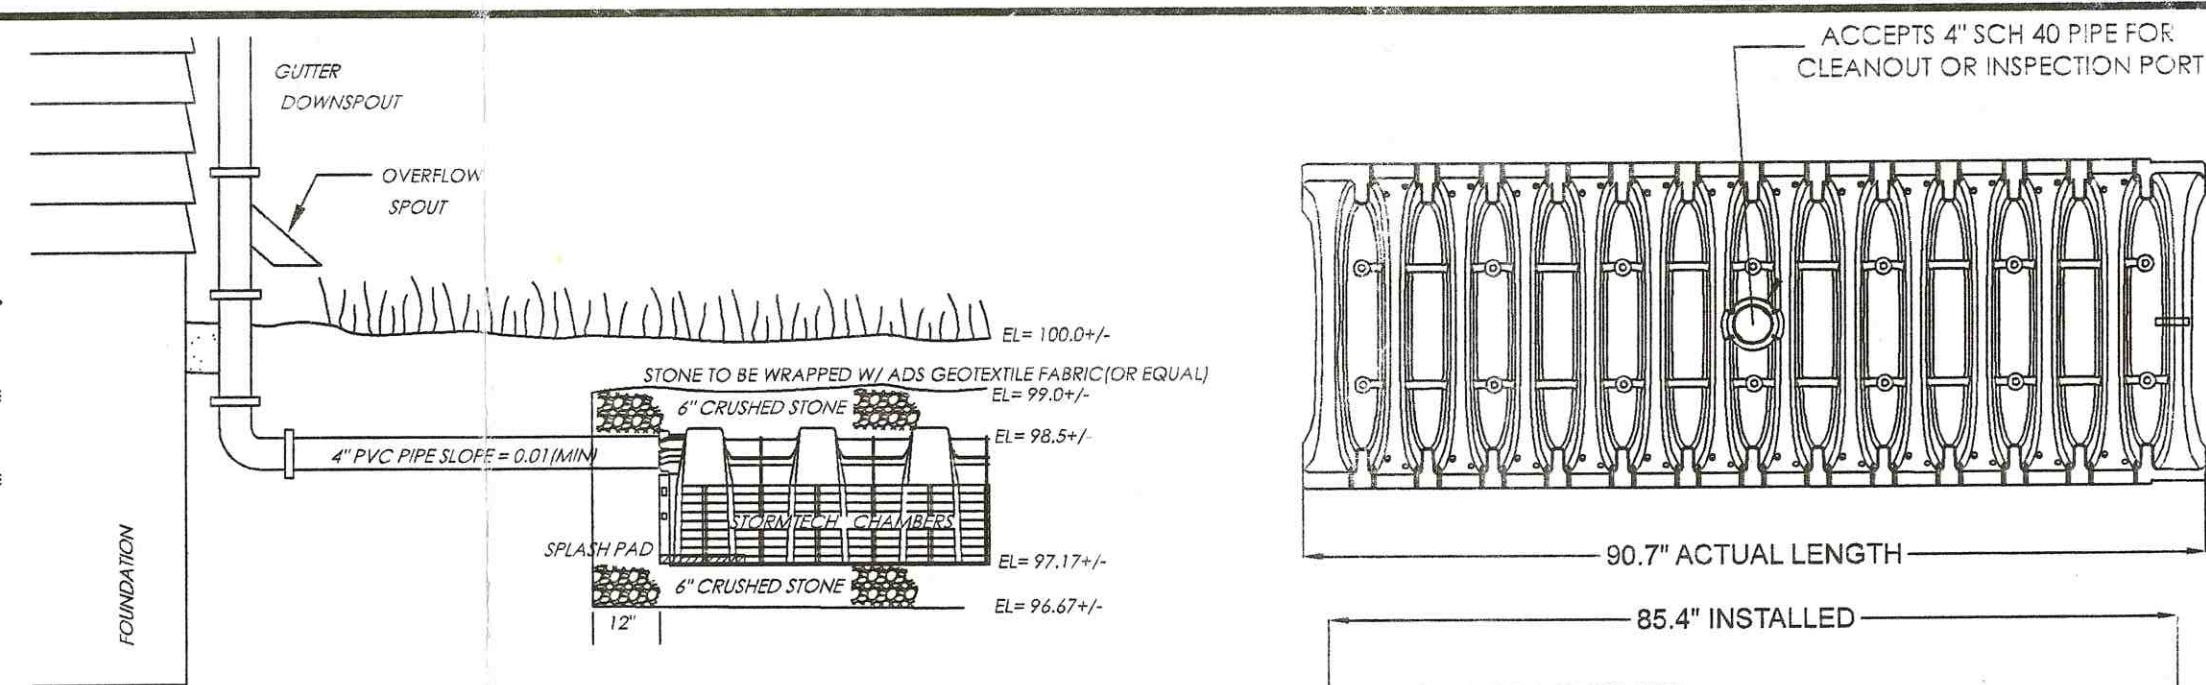 GUTTER
DOWNSPOUT
OVERFLOW
SPOUT
EL= 100.0+/-
STONE TO BE WRAPPED W/ ADS GEOTEXTILE FABRIC(OR EQUAL)
EL= 99.0+/-
6" CRUSHED STONE
EL= 98.5+/-
4" PVC PIPE SLOPE = 0.01(MIN)
STORMTECH CHAMBERS
SPLASH PAD
EL= 97.17+/-
6" CRUSHED STONE
EL= 96.67+/-
12"
FOUNDATION
ACCEPTS 4" SCH 40 PIPE FOR
CLEANOUT OR INSPECTION PORT
90.7" ACTUAL LENGTH
85.4" INSTALLED